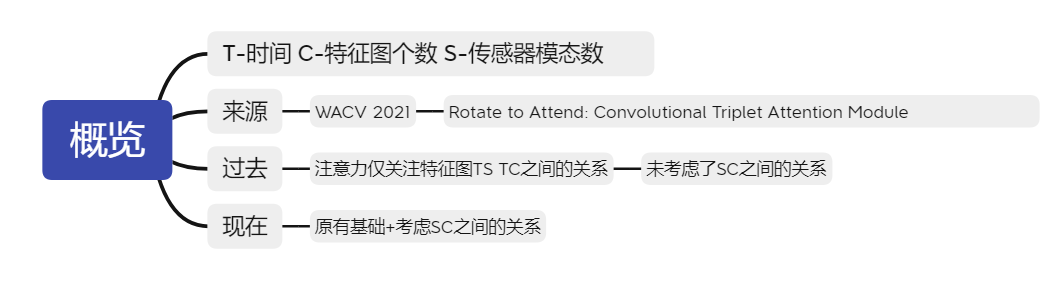 概览
T-时间 C-特征图个数 S-传感器模态数
来源
WACV 2021
Rotate to Attend: Convolutional Triplet Attention Module
过去
注意力仅关注特征图TS TC之间的关系
未考虑了SC之间的关系
现在
原有基础+考虑SC之间的关系